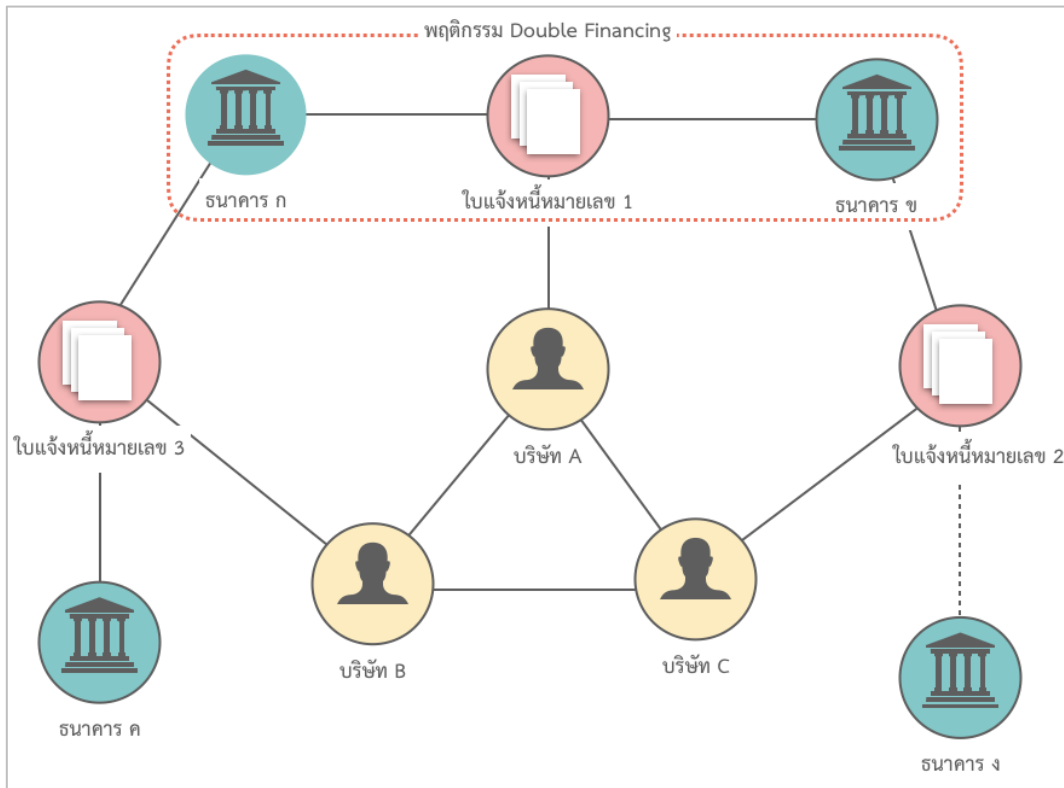 พฤติกรรม Double Financing
ธนาคาร ก
ใบแจ้งหนี้หมายเลข 1
ธนาคาร ข
ใบแจ้งหนี้หมายเลข 3
บริษัท A
ใบแจ้งหนี้หมายเลข 2
บริษัท B
บริษัท C
ธนาคาร ค
ธนาคาร ง